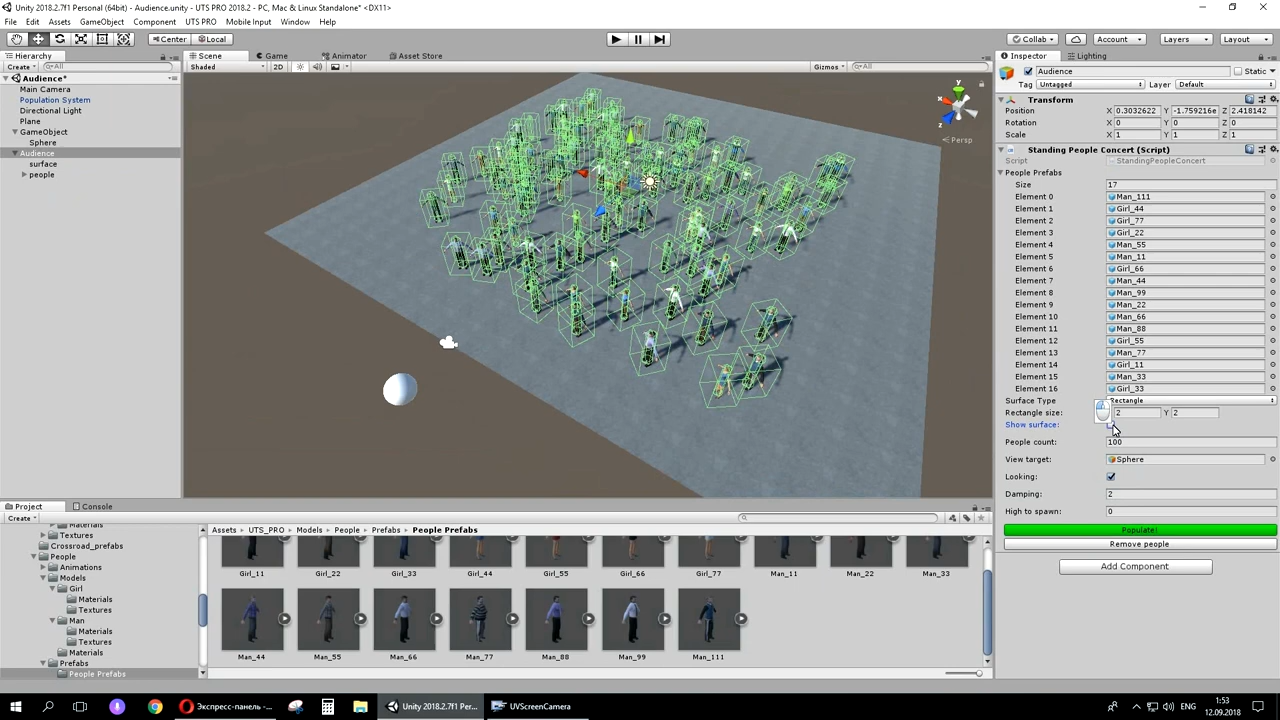 Unity 2018.2.7f1 Personal (64bit) - Audience.unity - UTS PRO 2018.2 - PC, Mac & Linux Standalone* <DX11>
File Edit Assets GameObject Component UTS PRO Mobile Input Window Help
Center Local Collab Account Layers Layout
Hierarchy Scene Game Animator Asset Store Inspector Lighting
Create All Shaded 2D Gizmos All
Audience*
Main Camera
Population System
Directional Light
Plane
GameObject
Sphere
Audience
surface
people
Persp
Audience Static
Tag Untagged Layer Default
Transform
Position X 0.3032622 Y -1.759216e Z 2.418142
Rotation X 0 Y 0 Z 0
Scale X 1 Y 1 Z 1
Standing People Concert (Script)
Script StandingPeopleConcert
People Prefabs
Size 17
Element 0 Man_111
Element 1 Girl_44
Element 2 Girl_77
Element 3 Girl_22
Element 4 Man_55
Element 5 Man_11
Element 6 Girl_66
Element 7 Man_44
Element 8 Man_99
Element 9 Man_22
Element 10 Man_66
Element 11 Man_88
Element 12 Girl_55
Element 13 Man_77
Element 14 Girl_11
Element 15 Man_33
Element 16 Girl_33
Surface Type Rectangle
Rectangle size: 2 Y 2
Show surface:
People count: 100
View target: Sphere
Looking:
Damping: 2
High to spawn: 0
Populate!
Remove people
Add Component
Project Console
Create
Materials
Textures
Crossroad_prefabs
People
Animations
Models
Girl
Materials
Textures
Man
Materials
Textures
Materials
Prefabs
People Prefabs
Assets UTS_PRO Models People Prefabs People Prefabs
Girl_11 Girl_22 Girl_33 Girl_44 Girl_55 Girl_66 Girl_77 Man_11 Man_22 Man_33
Man_44 Man_55 Man_66 Man_77 Man_88 Man_99 Man_111
Экспресс-панель - ... Unity 2018.2.7f1 Per... UVScreenCamera ENG 1:53
12.09.2018